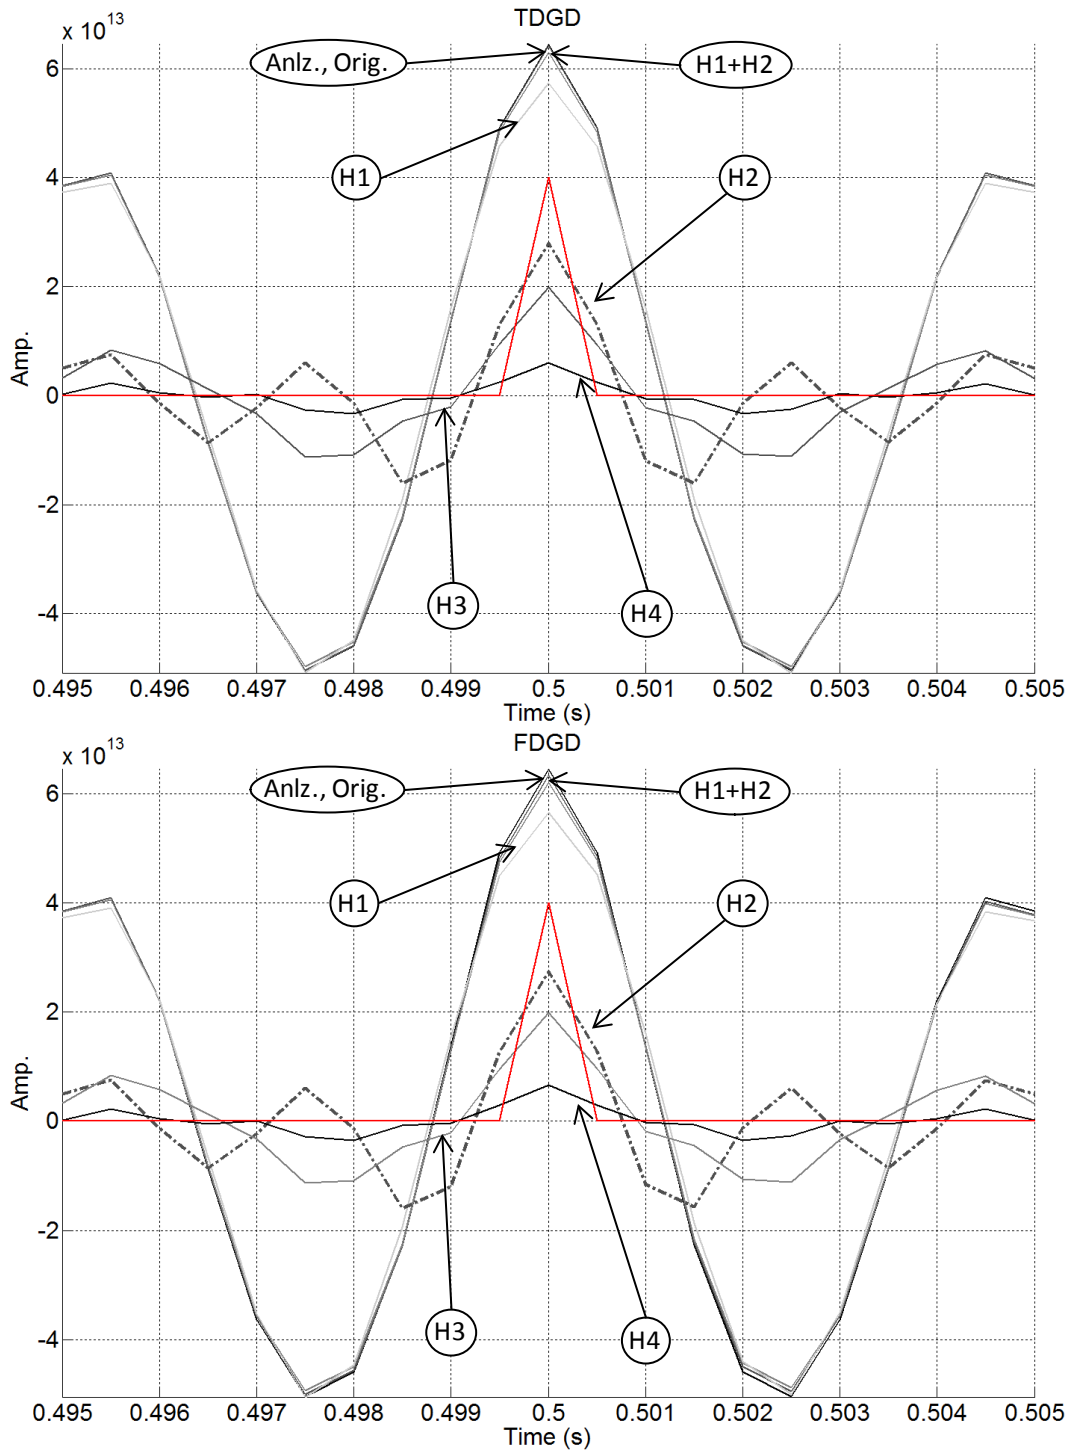 TDGD
x 10^13
Anlz., Orig.
H1+H2
6
H1
H2
4
2
Amp.
0
-2
H3
H4
-4
0.495 0.496 0.497 0.498 0.499 0.5 0.501 0.502 0.503 0.504 0.505
Time (s)
FDGD
x 10^13
Anlz., Orig.
H1+H2
6
H1
H2
4
2
Amp.
0
-2
H3
H4
-4
0.495 0.496 0.497 0.498 0.499 0.5 0.501 0.502 0.503 0.504 0.505
Time (s)